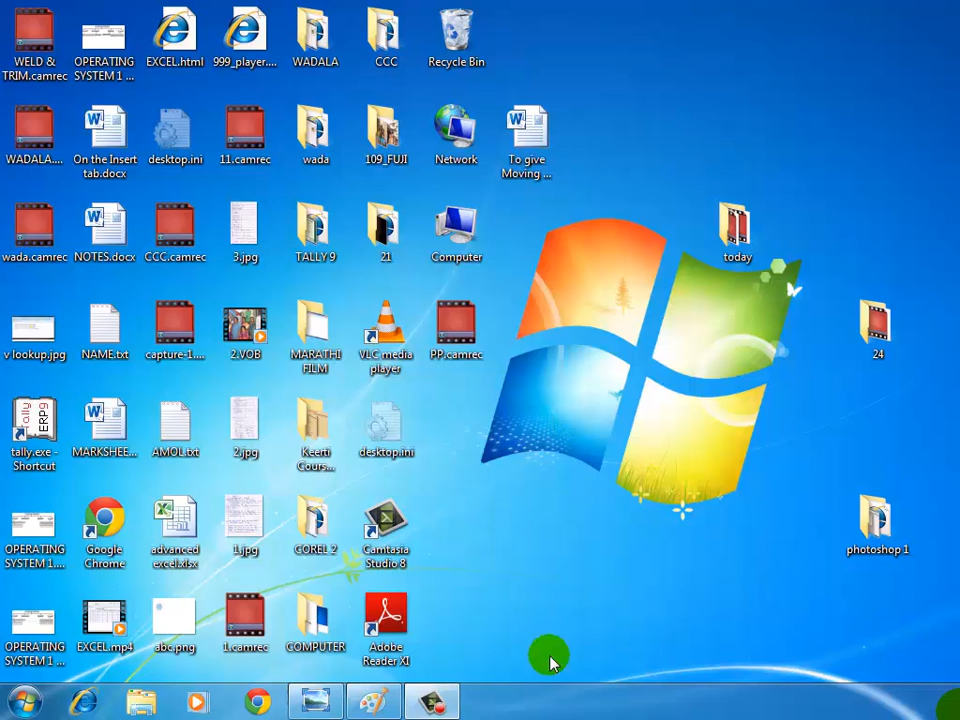 WELD &
TRIM.camrec
OPERATING
SYSTEM 1 ...
EXCEL.html
999_player....
WADALA
CCC
Recycle Bin
WADALA....
On the Insert
tab.docx
desktop.ini
11.camrec
wada
109_FUJI
Network
To give
Moving ...
wada.camrec
NOTES.docx
CCC.camrec
3.jpg
TALLY 9
21
Computer
today
v lookup.jpg
NAME.txt
capture-1....
2.VOB
MARATHI
FILM
VLC media
player
PP.camrec
24
Tally
ERP9
tally.exe -
Shortcut
MARKSHEE...
AMOL.txt
2.jpg
Keerti
Cours...
desktop.ini
OPERATING
SYSTEM 1....
Google
Chrome
advanced
excel.xlsx
1.jpg
COREL 2
Camtasia
Studio 8
photoshop 1
OPERATING
SYSTEM 1 ...
EXCEL.mp4
abc.png
1.camrec
COMPUTER
Adobe
Reader XI